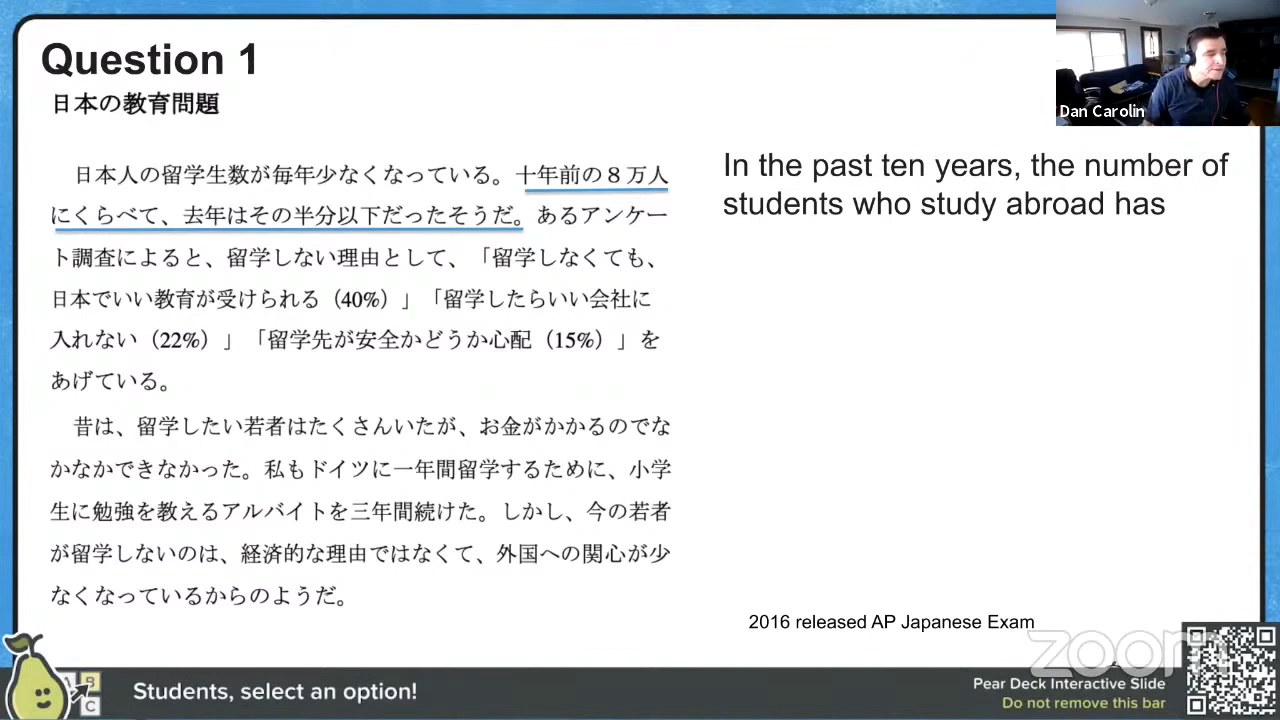 Question 1
日本の教育問題
Dan Carolin
日本人の留学生数が毎年少なくなっている。十年前の８万人
にくらべて、去年はその半分以下だったそうだ。あるアンケー
ト調査によると、留学しない理由として、「留学しなくても、
日本でいい教育が受けられる（40%）」「留学したらいい会社に
入れない（22%）」「留学先が安全かどうか心配（15%）」を
あげている。
昔は、留学したい若者はたくさんいたが、お金がかかるのでな
かなかできなかった。私もドイツに一年間留学するために、小学
生に勉強を教えるアルバイトを三年間続けた。しかし、今の若者
が留学しないのは、経済的な理由ではなくて、外国への関心が少
なくなっているからのようだ。
In the past ten years, the number of
students who study abroad has
2016 released AP Japanese Exam
zoom
B
C
Students, select an option!
Pear Deck Interactive Slide
Do not remove this bar